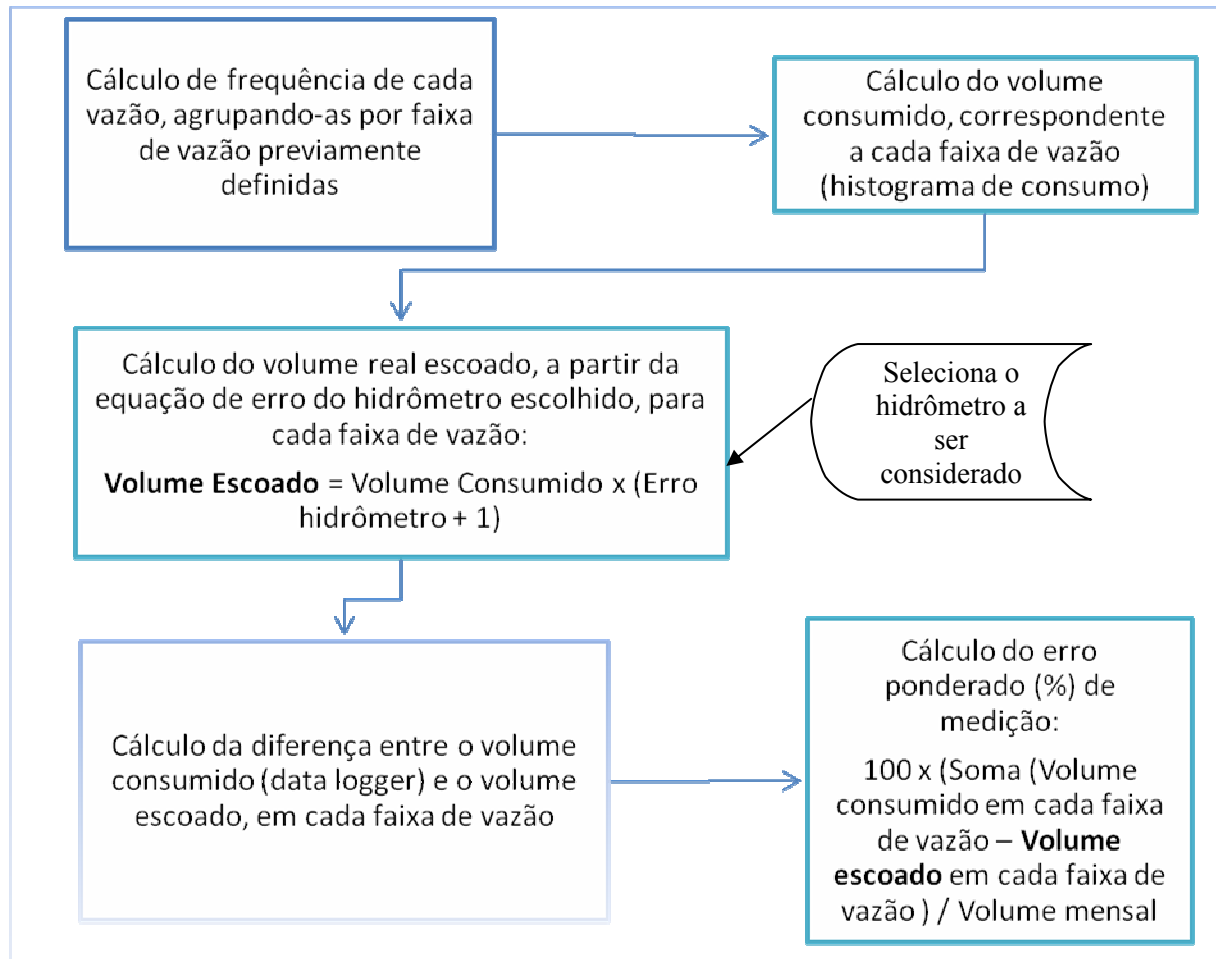 Cálculo de frequência de cada
vazão, agrupando-as por faixa
de vazão previamente
definidas
Cálculo do volume
consumido, correspondente
a cada faixa de vazão
(histograma de consumo)
Cálculo do volume real escoado, a partir da
equação de erro do hidrômetro escolhido, para
cada faixa de vazão:
Volume Escoado = Volume Consumido x (Erro
hidrômetro + 1)
Seleciona o
hidrômetro a
ser
considerado
Cálculo da diferença entre o volume
consumido (data logger) e o volume
escoado, em cada faixa de vazão
Cálculo do erro
ponderado (%) de
medição:
100 x (Soma (Volume
consumido em cada faixa
de vazão – Volume
escoado em cada faixa de
vazão ) / Volume mensal